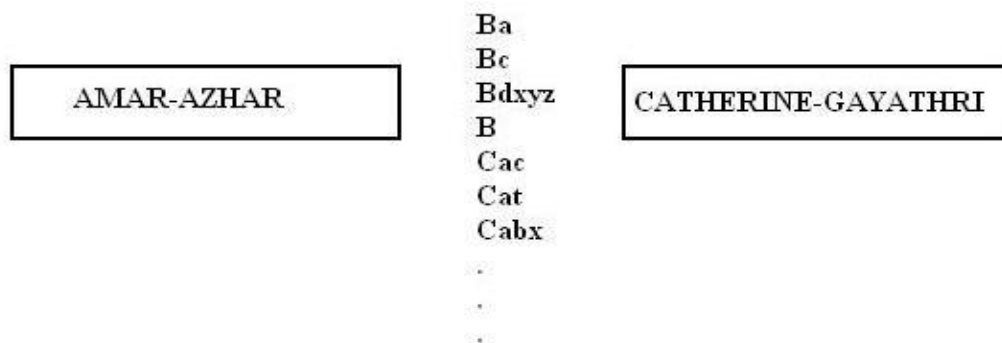 AMAR-AZHAR
Ba
Bc
Bdxyz
B
Cac
Cat
Cabx
.
.
.
CATHERINE-GAYATHRI